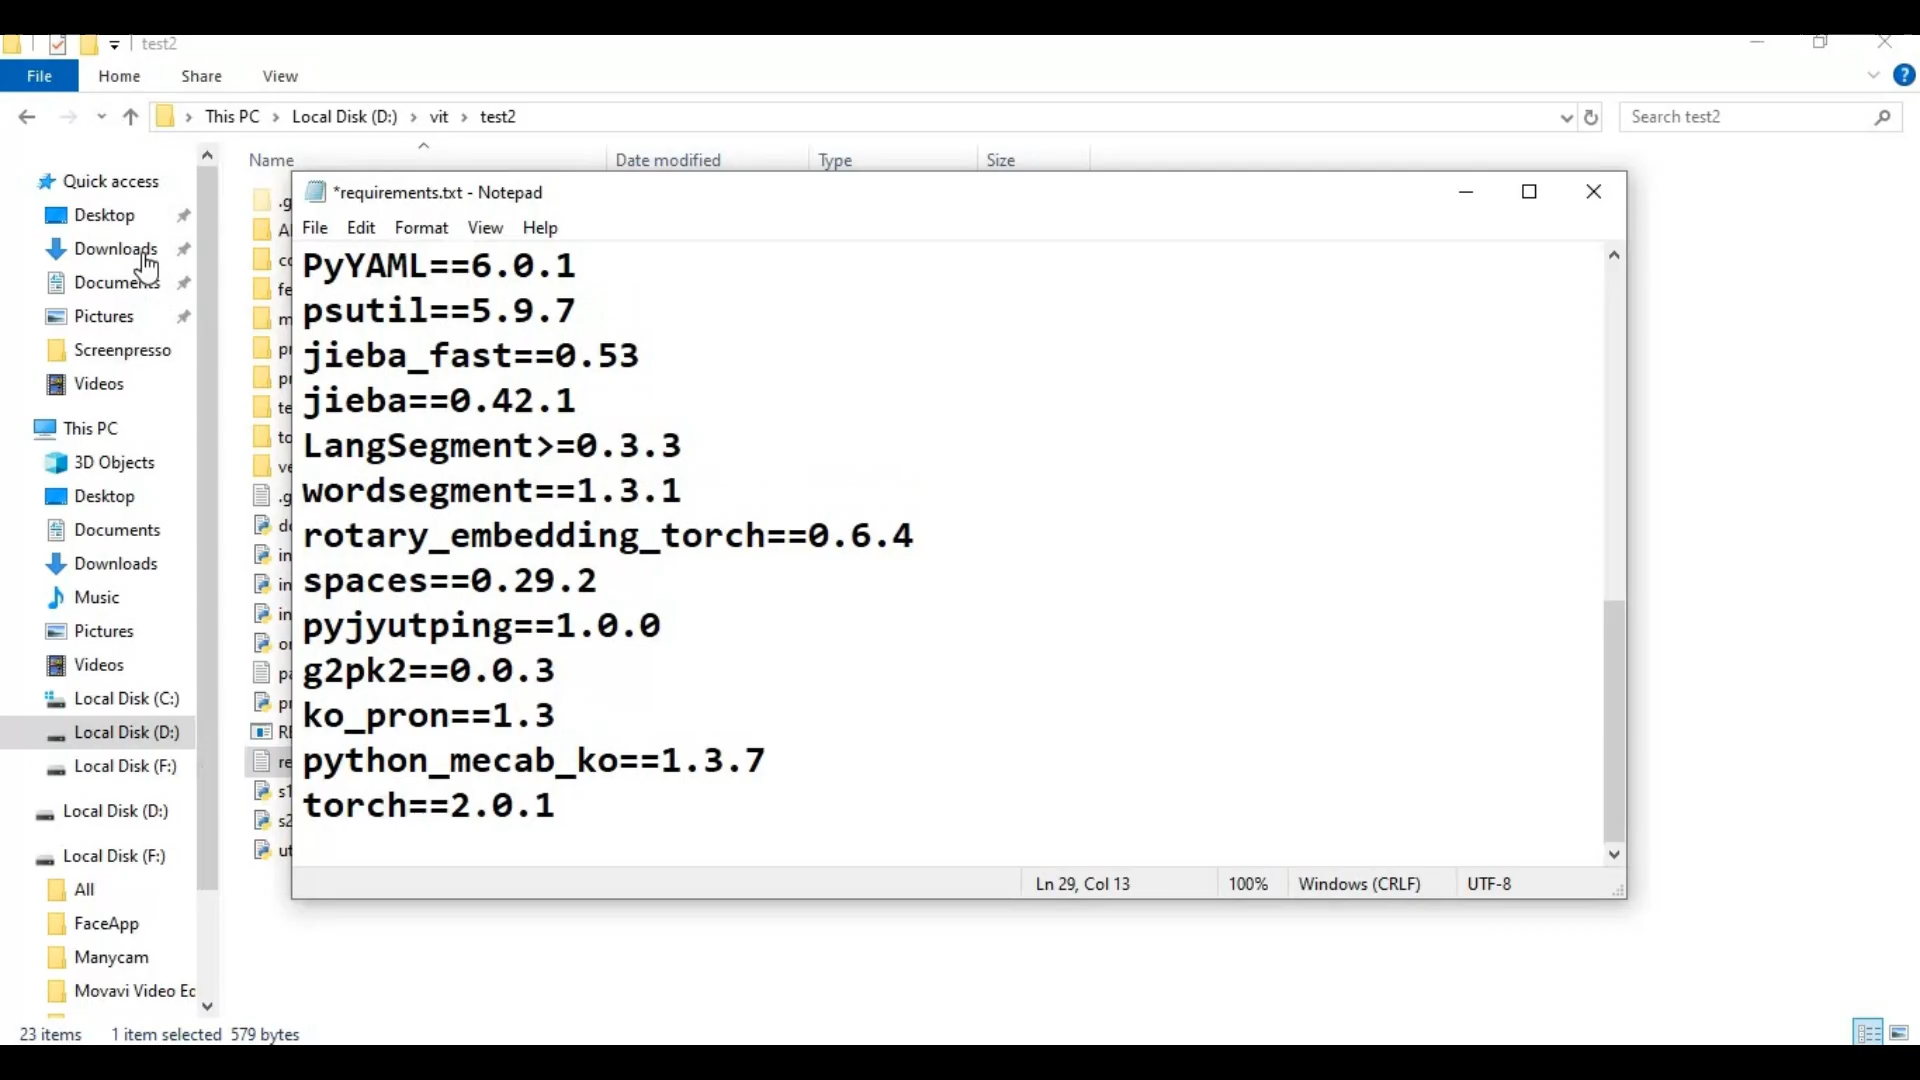 test2
File Home Share View
This PC > Local Disk (D:) > vit > test2
Search test2
Name Date modified Type Size
Quick access
Desktop
Downloads
Documents
Pictures
Screenpresso
Videos
This PC
3D Objects
Desktop
Documents
Downloads
Music
Pictures
Videos
Local Disk (C:)
Local Disk (D:)
Local Disk (F:)
Local Disk (D:)
Local Disk (F:)
All
FaceApp
Manycam
Movavi Video Ec
*requirements.txt - Notepad
File Edit Format View Help
PyYAML==6.0.1
psutil==5.9.7
jieba_fast==0.53
jieba==0.42.1
LangSegment>=0.3.3
wordsegment==1.3.1
rotary_embedding_torch==0.6.4
spaces==0.29.2
pyjyutping==1.0.0
g2pk2==0.0.3
ko_pron==1.3
python_mecab_ko==1.3.7
torch==2.0.1
Ln 29, Col 13 100% Windows (CRLF) UTF-8
23 items 1 item selected 579 bytes